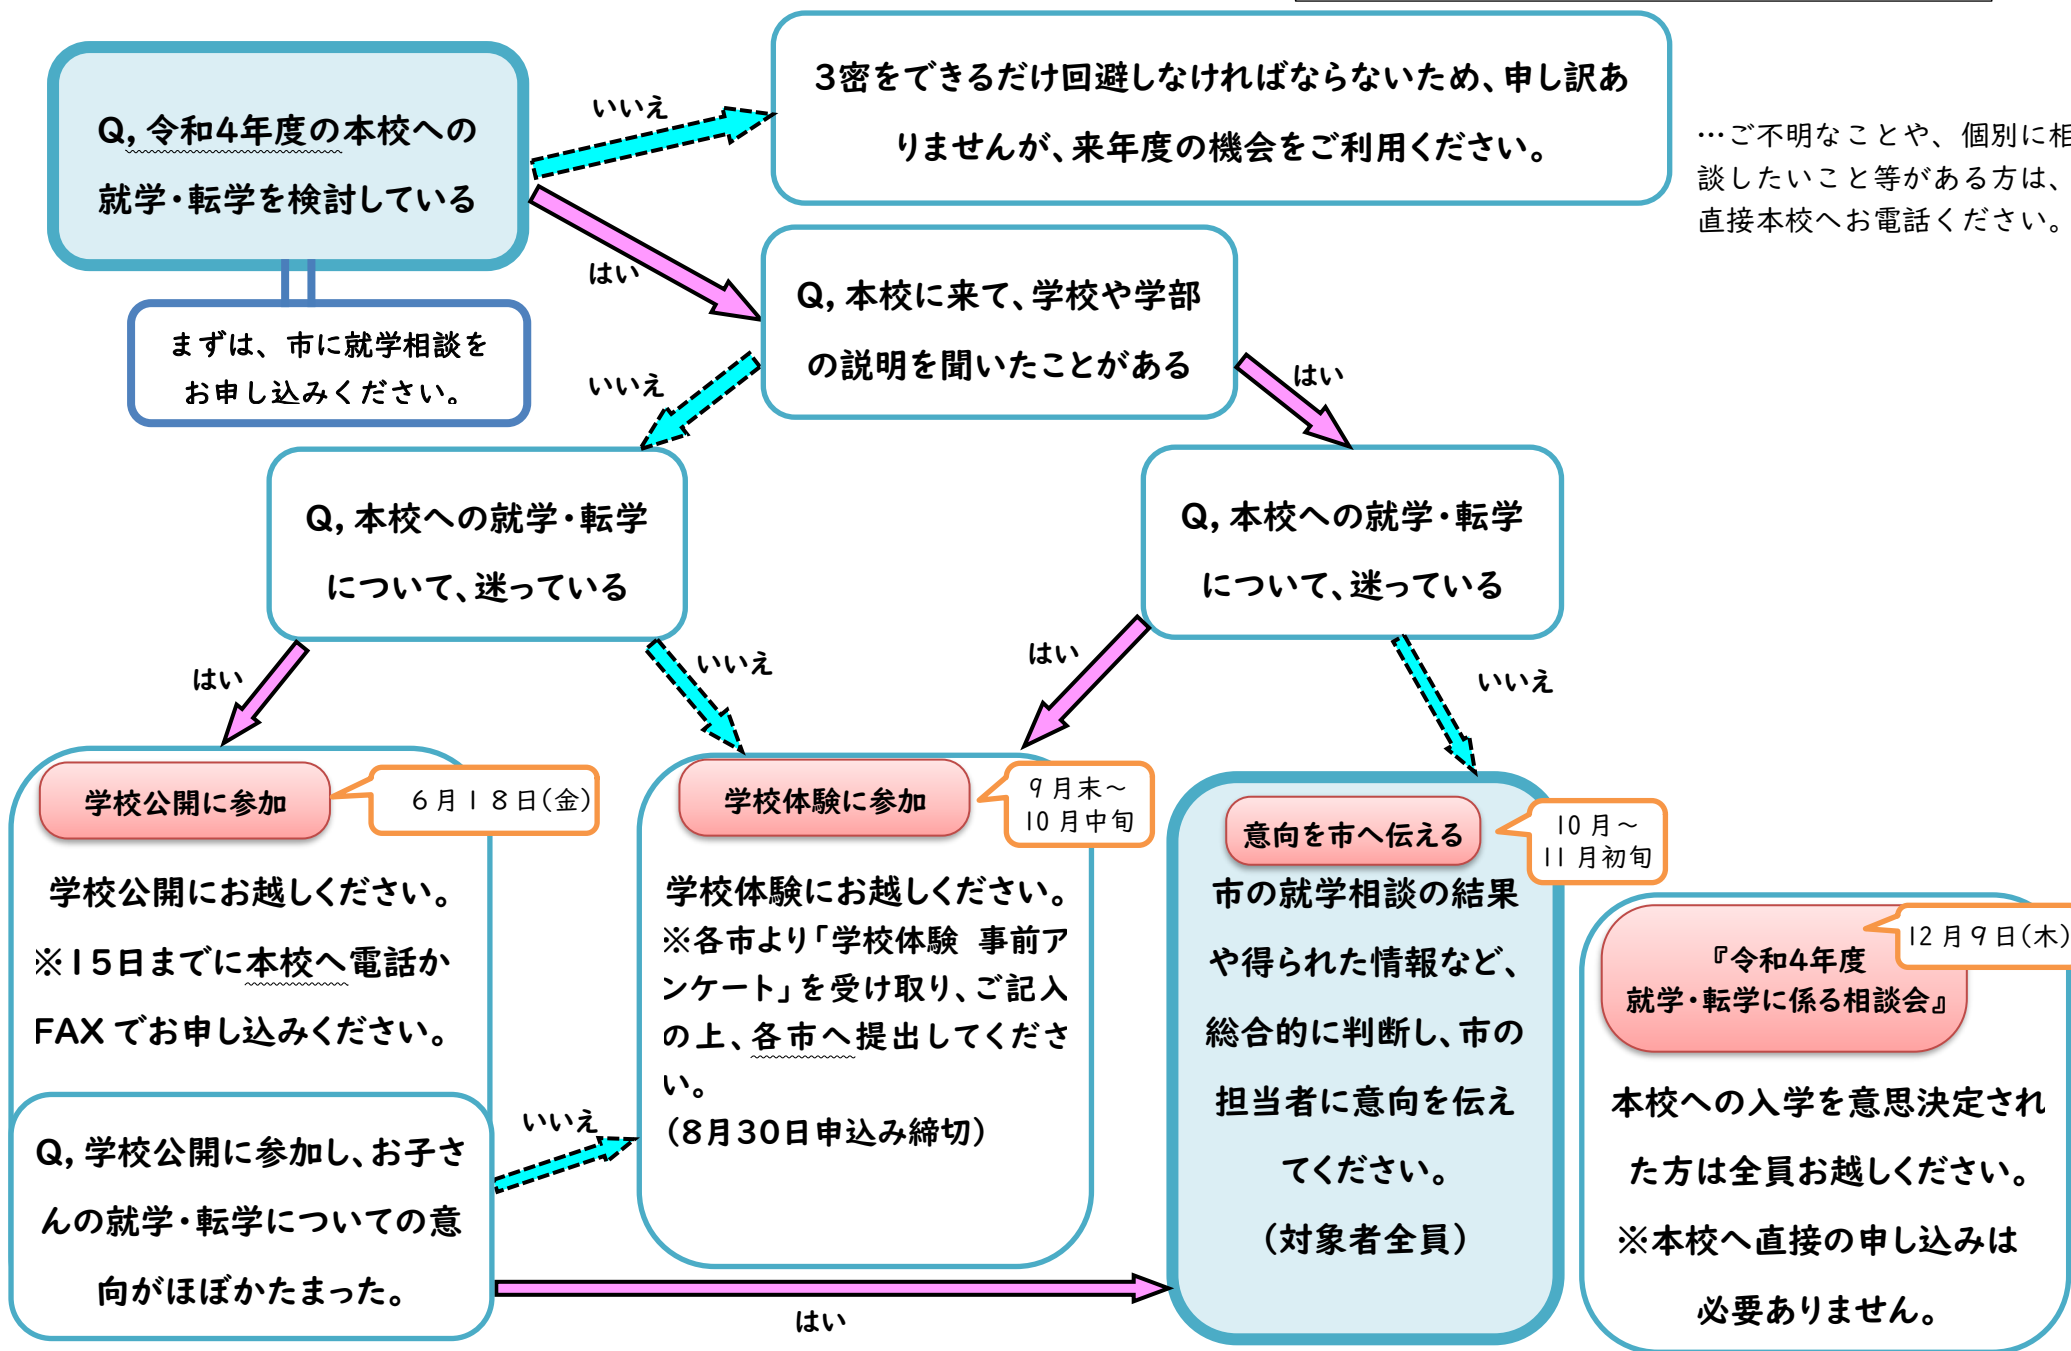 Q, 令和4年度の本校への
就学・転学を検討している
いいえ
3密をできるだけ回避しなければならないため、申し訳あ
りませんが、来年度の機会をご利用ください。
…ご不明なことや、個別に相
談したいこと等がある方は、
直接本校へお電話ください。
はい
まずは、市に就学相談を
お申し込みください。
Q, 本校に来て、学校や学部
の説明を聞いたことがある
いいえ
はい
Q, 本校への就学・転学
について、迷っている
Q, 本校への就学・転学
について、迷っている
はい
いいえ
はい
いいえ
学校公開に参加
6月18日(金)
学校公開にお越しください。
※15日までに本校へ電話か
FAXでお申し込みください。
Q, 学校公開に参加し、お子さ
んの就学・転学についての意
向がほぼかたまった。
いいえ
はい
学校体験に参加
9月末~
10月中旬
学校体験にお越しください。
※各市より「学校体験 事前ア
ンケート」を受け取り、ご記入
の上、各市へ提出してくださ
い。
(8月30日申込み締切)
意向を市へ伝える
10月~
11月初旬
市の就学相談の結果
や得られた情報など、
総合的に判断し、市の
担当者に意向を伝え
てください。
(対象者全員)
12月9日(木)
『令和4年度
就学・転学に係る相談会』
本校への入学を意思決定され
た方は全員お越しください。
※本校へ直接の申し込みは
必要ありません。